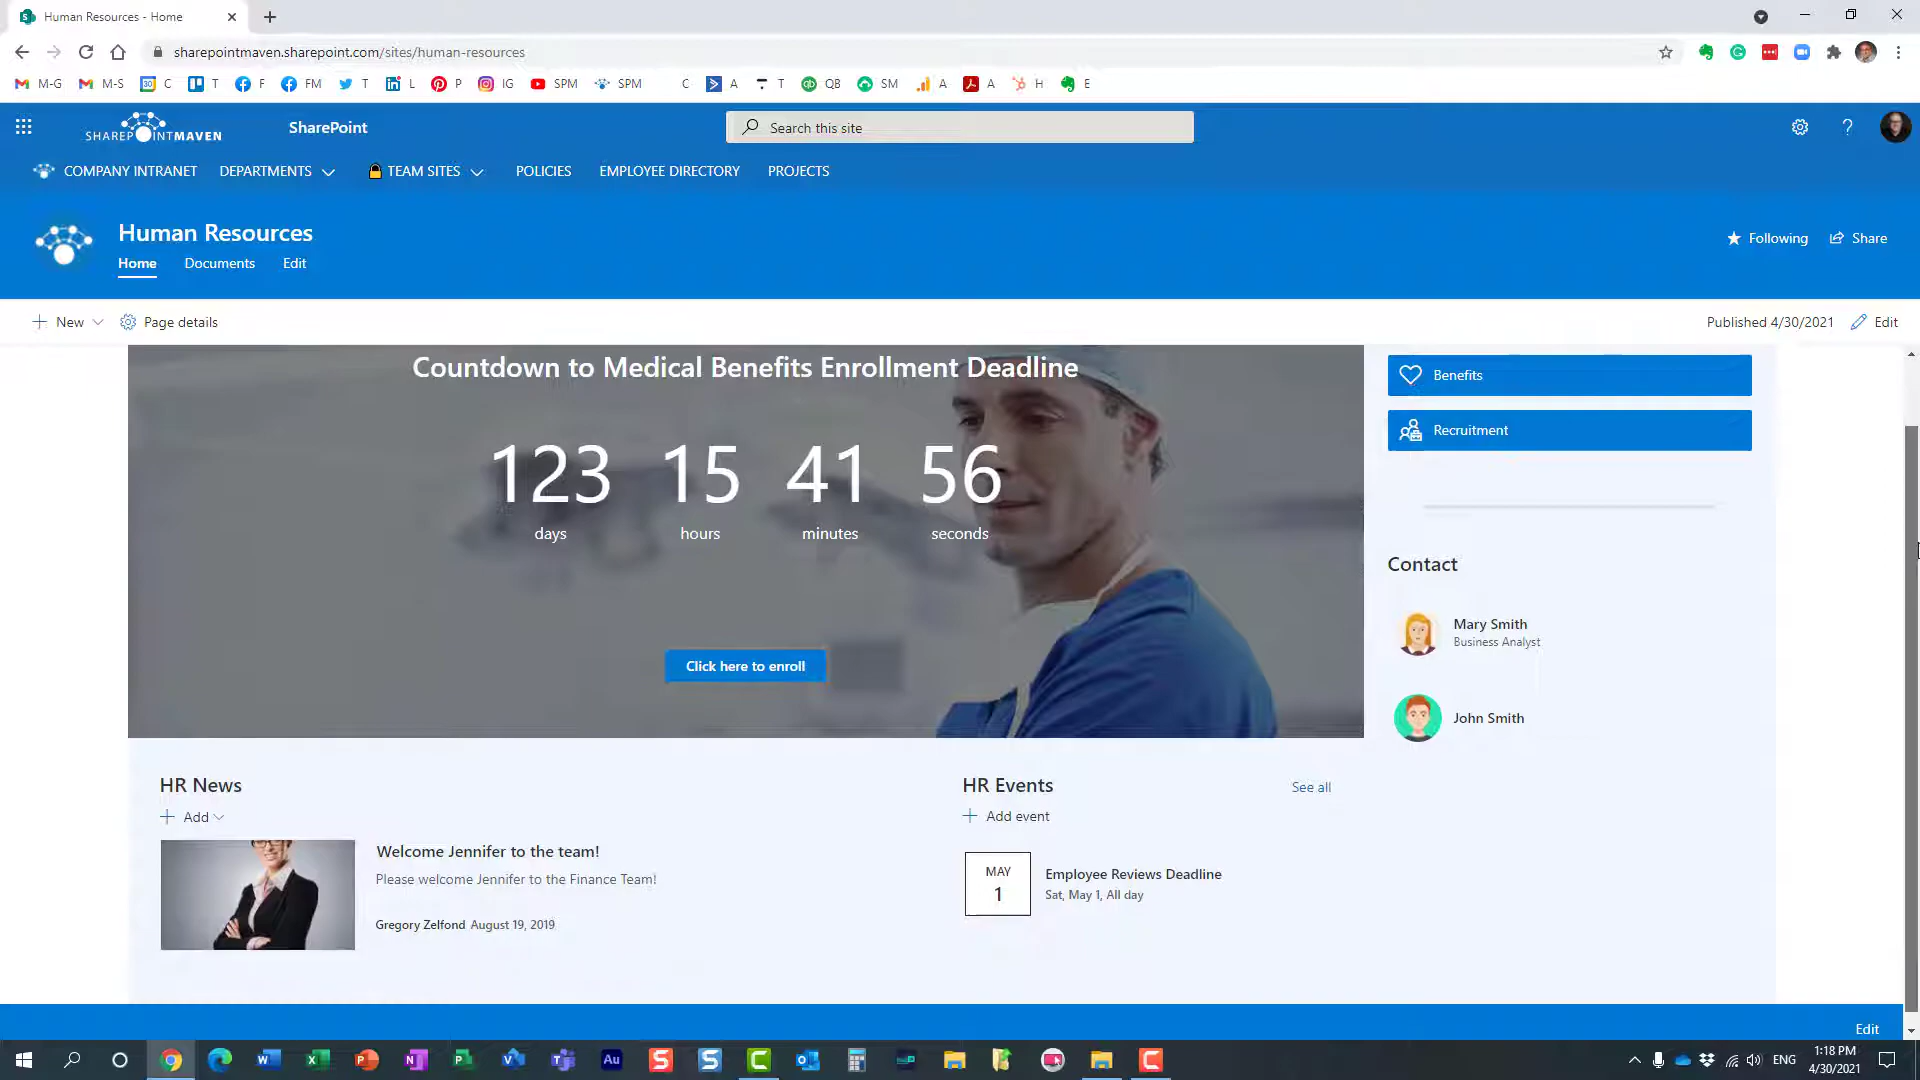 Human Resources - Home
sharepointmaven.sharepoint.com/sites/human-resources
M-G M-S C T F FM T L P IG SPM SPM C A T QB SM A A H E
SHAREPOINTMAVEN SharePoint Search this site ?
COMPANY INTRANET DEPARTMENTS TEAM SITES POLICIES EMPLOYEE DIRECTORY PROJECTS
Human Resources
Following Share
Home Documents Edit
New Page details Published 4/30/2021 Edit
Countdown to Medical Benefits Enrollment Deadline
123 15 41 56
days hours minutes seconds
Click here to enroll
Benefits
Recruitment
Contact
Mary Smith
Business Analyst
John Smith
HR News
Add
Welcome Jennifer to the team!
Please welcome Jennifer to the Finance Team!
Gregory Zelfond August 19, 2019
HR Events See all
Add event
MAY
1
Employee Reviews Deadline
Sat, May 1, All day
Edit
ENG
1:18 PM
4/30/2021